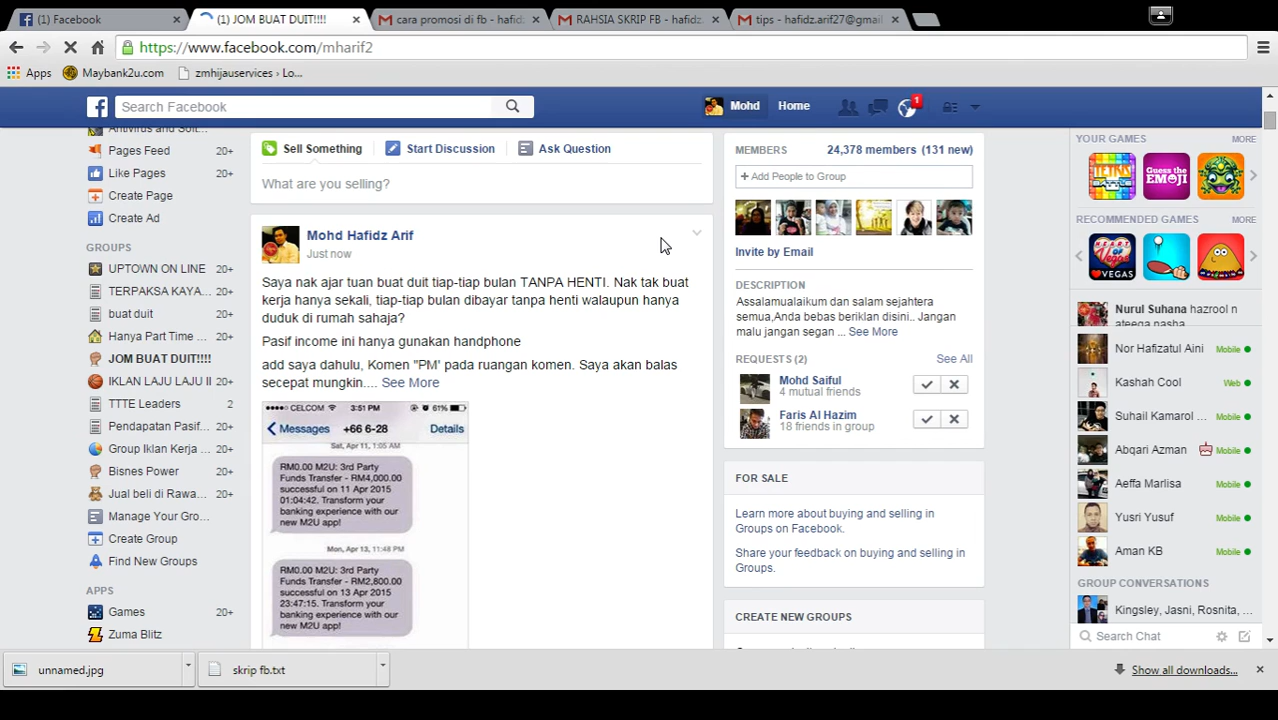 (1) Facebook
(1) JOM BUAT DUIT!!!!
cara promosi di fb - hafidz
RAHSIA SKRIP FB - hafidz.
tips - hafidz.arif27@gmail
https://www.facebook.com/mharif2
Apps
Maybank2u.com
zmhijauservices › Lo...
Search Facebook
Mohd
Home
1
Antivirus and Soft...
Pages Feed 20+
Like Pages 20+
Create Page
Create Ad
GROUPS
UPTOWN ON LINE 20+
TERPAKSA KAYA... 20+
buat duit 20+
Hanya Part Time ... 20+
JOM BUAT DUIT!!!! 20+
IKLAN LAJU LAJU II 20+
TTTE Leaders 2
Pendapatan Pasif... 20+
Group Iklan Kerja ... 20+
Bisnes Power 20+
Jual beli di Rawa... 20+
Manage Your Gro...
Create Group
Find New Groups
APPS
Games 20+
Zuma Blitz
Sell Something
Start Discussion
Ask Question
What are you selling?
Mohd Hafidz Arif
Just now
Saya nak ajar tuan buat duit tiap-tiap bulan TANPA HENTI. Nak tak buat
kerja hanya sekali, tiap-tiap bulan dibayar tanpa henti walaupun hanya
duduk di rumah sahaja?
Pasif income ini hanya gunakan handphone
add saya dahulu, Komen "PM' pada ruangan komen. Saya akan balas
secepat mungkin.... See More
CELCOM 3:51 PM 61%
Messages +66 6-28 Details
Sat, Apr 11, 1:05 AM
RM0.00 M2U: 3rd Party
Funds Transfer - RM4,000.00
successful on 11 Apr 2015
01:04:42. Transform your
banking experience with our
new M2U app!
Mon, Apr 13, 11:48 PM
RM0.00 M2U: 3rd Party
Funds Transfer - RM2,800.00
successful on 13 Apr 2015
23:47:15. Transform your
banking experience with our
new M2U app!
MEMBERS 24,378 members (131 new)
+ Add People to Group
Invite by Email
DESCRIPTION
Assalamualaikum dan salam sejahtera
semua,Anda bebas beriklan disini.. Jangan
malu jangan segan ... See More
REQUESTS (2) See All
Mohd Saiful
4 mutual friends
Faris Al Hazim
18 friends in group
FOR SALE
Learn more about buying and selling in
Groups on Facebook.
Share your feedback on buying and selling in
Groups.
CREATE NEW GROUPS
YOUR GAMES MORE
TETRIS
Guess the EMOJI
RECOMMENDED GAMES MORE
HEART OF VEGAS
Nurul Suhana hazrool n
ateeqa nasha
Nor Hafizatul Aini Mobile
Kashah Cool Web
Suhail Kamarol ... Mobile
Abqari Azman Mobile
Aeffa Marlisa Mobile
Yusri Yusuf Mobile
Aman KB Mobile
GROUP CONVERSATIONS
Kingsley, Jasni, Rosnita, ...
Search Chat
unnamed.jpg
skrip fb.txt
Show all downloads...